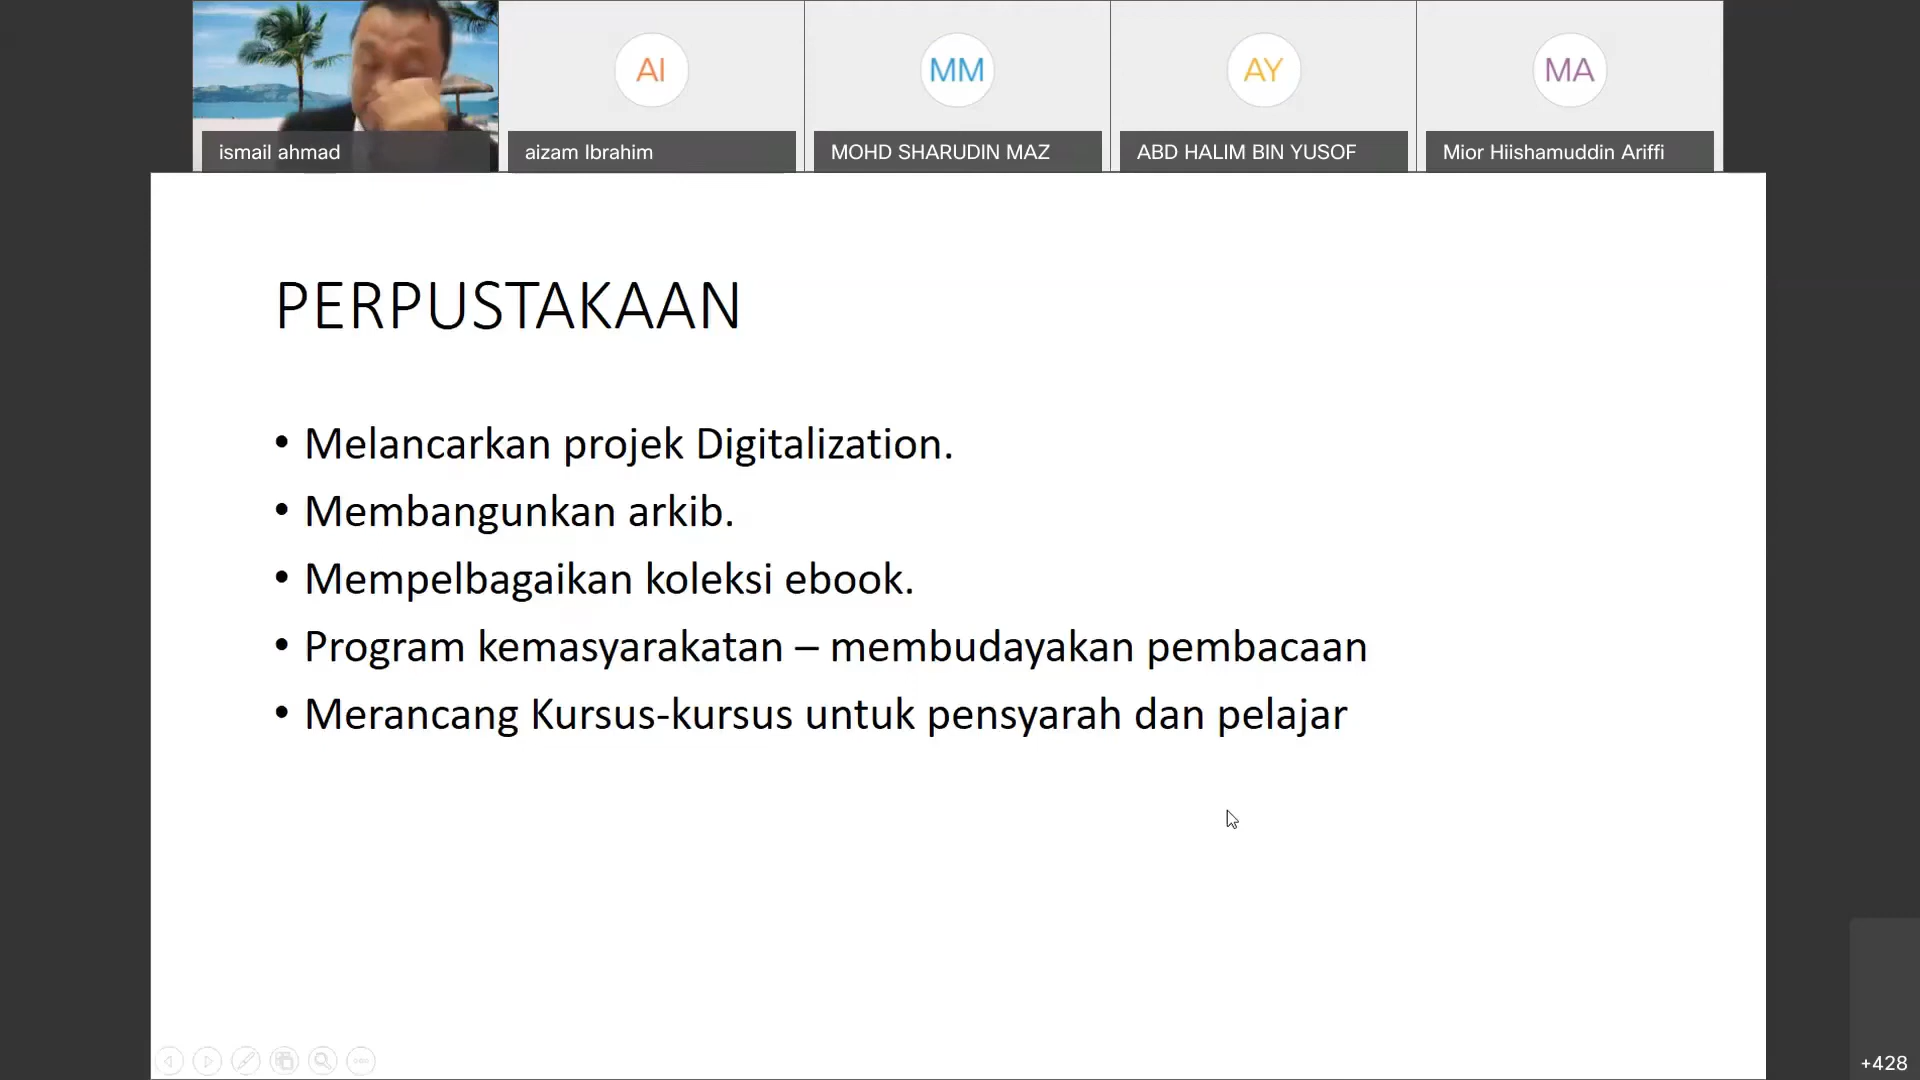 AI
MM
AY
MA
ismail ahmad
aizam Ibrahim
MOHD SHARUDIN MAZ
ABD HALIM BIN YUSOF
Mior Hiishamuddin Ariffi
PERPUSTAKAAN
• Melancarkan projek Digitalization.
• Membangunkan arkib.
• Mempelbagaikan koleksi ebook.
• Program kemasyarakatan – membudayakan pembacaan
• Merancang Kursus-kursus untuk pensyarah dan pelajar
+428